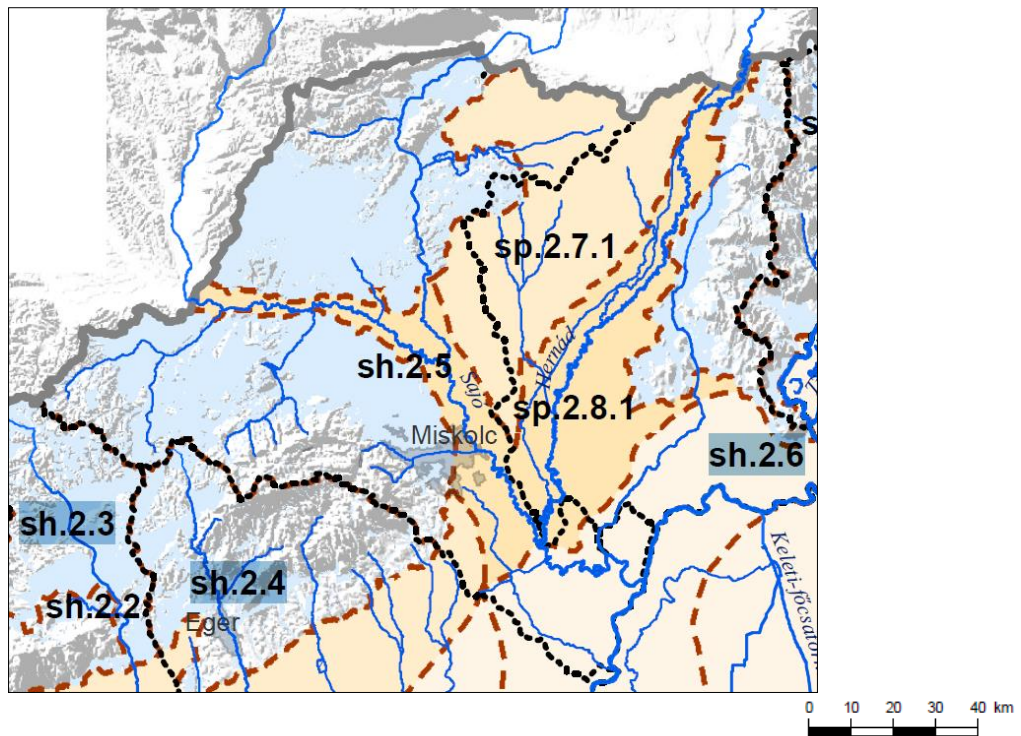 s
sp.2.7.1
Hernád
sh.2.5
Sajó
T
sp.2.8.1
Miskolc
sh.2.6
sh.2.3
Keleti-főcsatorn
sh.2.4
sh.2.2
Eger
0 10 20 30 40 km